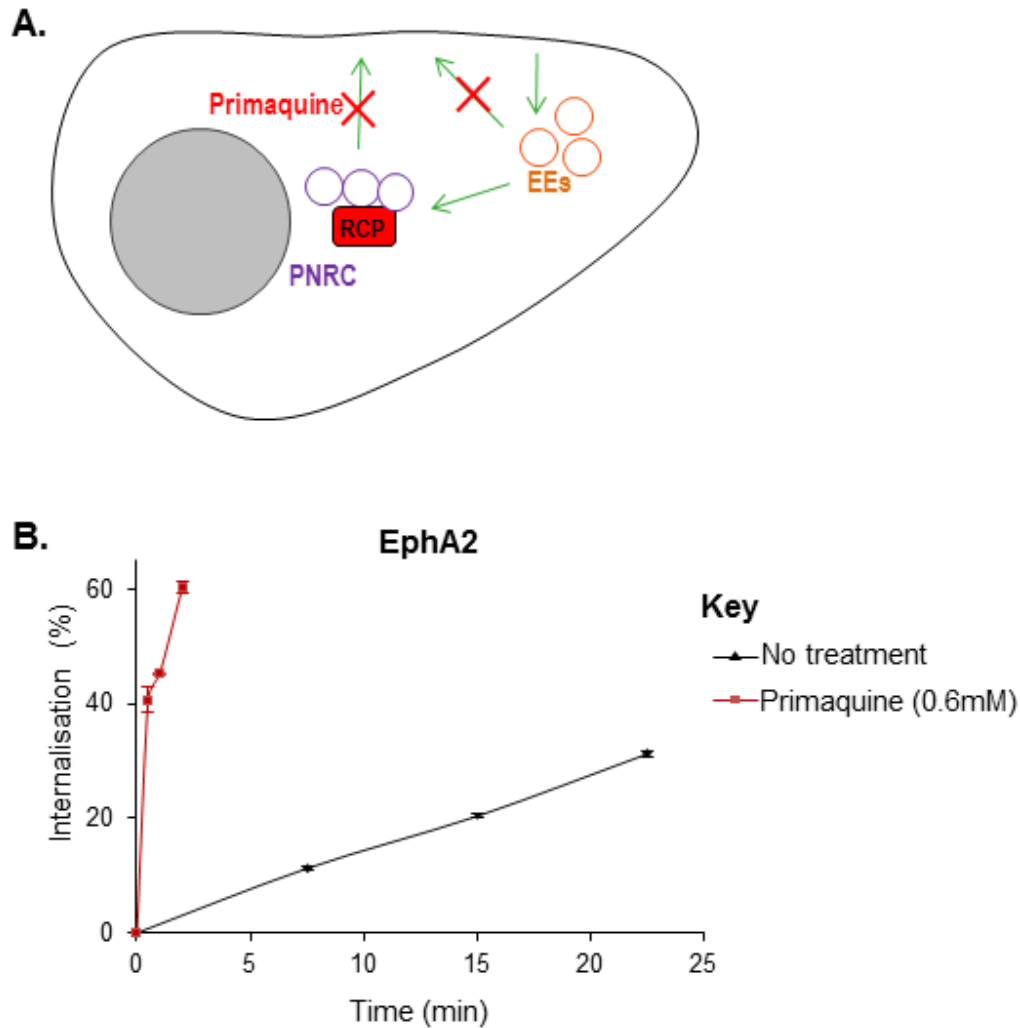 A.
Primaquine
EEs
RCP
PNRC
B.
EphA2
Internalisation (%)
60
40
20
0
0 5 10 15 20 25
Time (min)
Key
No treatment
Primaquine (0.6mM)